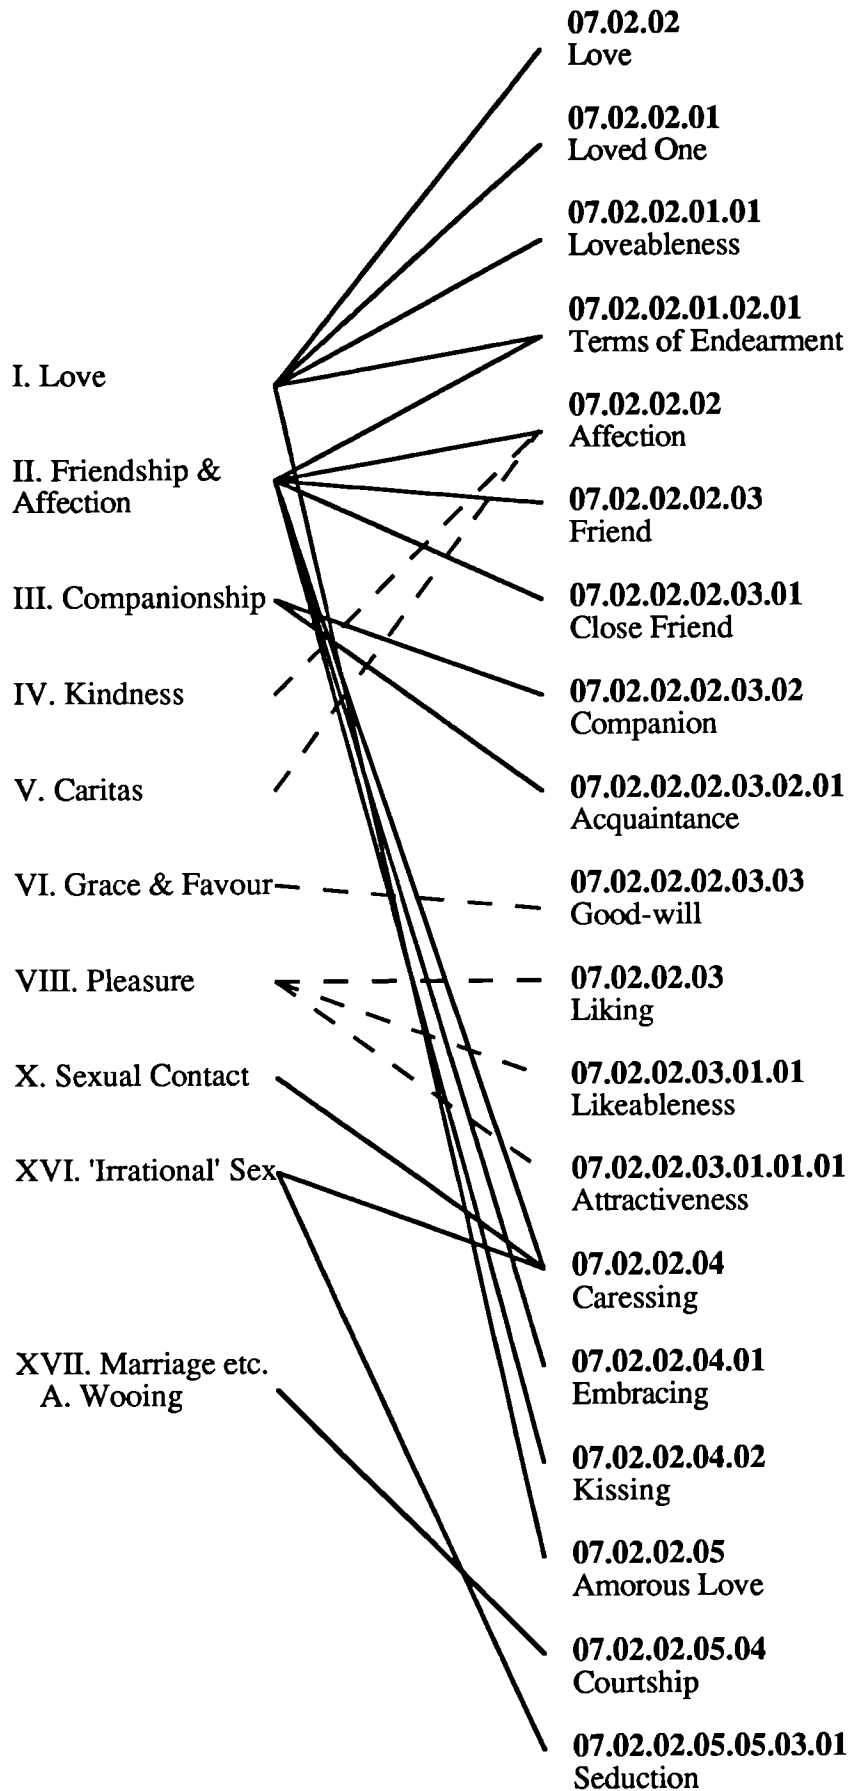 I. Love
II. Friendship &
Affection
III. Companionship
IV. Kindness
V. Caritas
VI. Grace & Favour
VIII. Pleasure
X. Sexual Contact
XVI. 'Irrational' Sex
XVII. Marriage etc.
A. Wooing
07.02.02
Love
07.02.02.01
Loved One
07.02.02.01.01
Loveableness
07.02.02.01.02.01
Terms of Endearment
07.02.02.02
Affection
07.02.02.02.03
Friend
07.02.02.02.03.01
Close Friend
07.02.02.02.03.02
Companion
07.02.02.02.03.02.01
Acquaintance
07.02.02.02.03.03
Good-will
07.02.02.03
Liking
07.02.02.03.01.01
Likeableness
07.02.02.03.01.01.01
Attractiveness
07.02.02.04
Caressing
07.02.02.04.01
Embracing
07.02.02.04.02
Kissing
07.02.02.05
Amorous Love
07.02.02.05.04
Courtship
07.02.02.05.05.03.01
Seduction